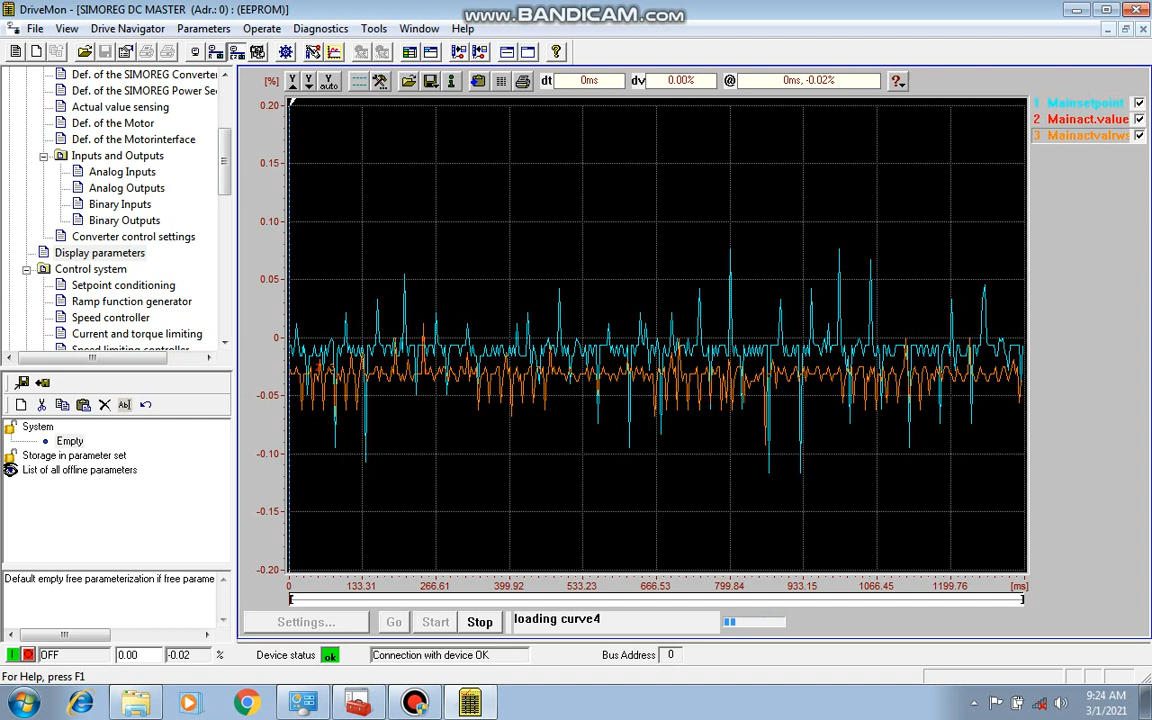 DriveMon - [SIMOREG DC MASTER (Adr.: 0) : (EEPROM)]
www.BANDICAM.com
File View Drive Navigator Parameters Operate Diagnostics Tools Window Help
[%]
Y
Y
Y auto
dt 0ms dv 0.00% @ 0ms, -0.02%
Def. of the SIMOREG Converter
Def. of the SIMOREG Power Se
Actual value sensing
Def. of the Motor
Def. of the Motorinterface
Inputs and Outputs
Analog Inputs
Analog Outputs
Binary Inputs
Binary Outputs
Converter control settings
Display parameters
Control system
Setpoint conditioning
Ramp function generator
Speed controller
Current and torque limiting
Speed limiting controller
Abl
System
Empty
Storage in parameter set
List of all offline parameters
Default empty free parameterization if free parame
0.20
0.15
0.10
0.05
0
-0.05
-0.10
-0.15
-0.20
0 133.31 266.61 399.92 533.23 666.53 799.84 933.15 1066.45 1199.76 [ms]
1 Mainsetpoint
2 Mainact.value
3 Mainactvalrws
Settings... Go Start Stop loading curve4
OFF 0.00 -0.02 % Device status ok Connection with device OK Bus Address 0
For Help, press F1
9:24 AM
3/1/2021